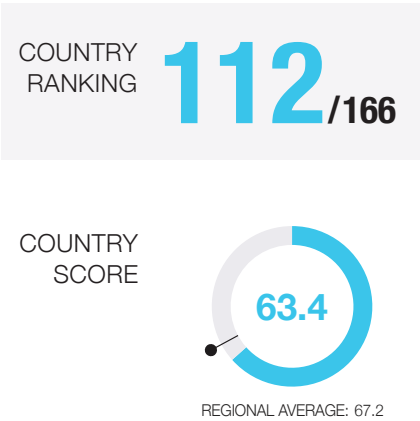 COUNTRY
RANKING
112/166
COUNTRY
SCORE
63.4
REGIONAL AVERAGE: 67.2